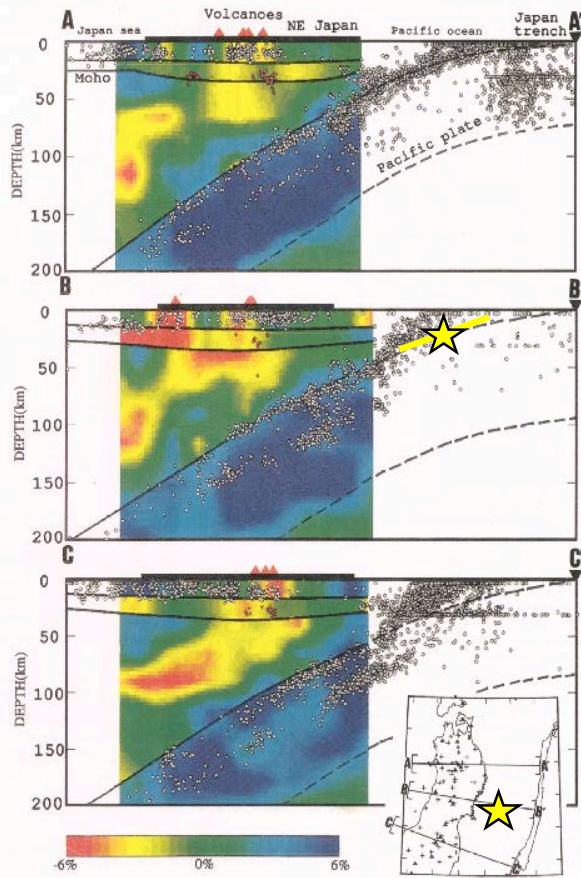 Volcanoes
A Japan sea NE Japan Pacific ocean Japan trench A'
0
Moho
50
100
150
200
DEPTH(km)
Pacific plate
B B'
0
50
100
150
200
DEPTH(km)
C C'
0
50
100
150
200
DEPTH(km)
A
B B'
C
-6% 0% 6%